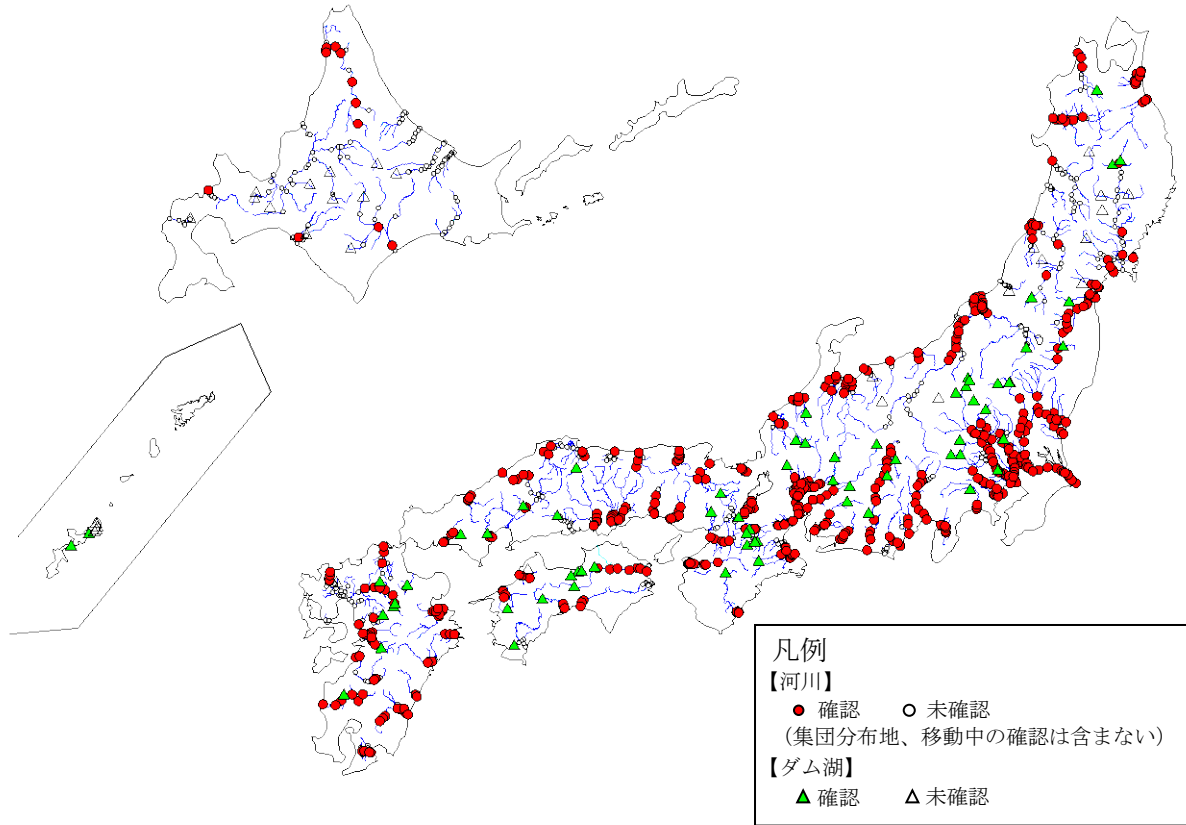 凡例
【河川】
確認 未確認
（集団分布地、移動中の確認は含まない）
【ダム湖】
確認 未確認